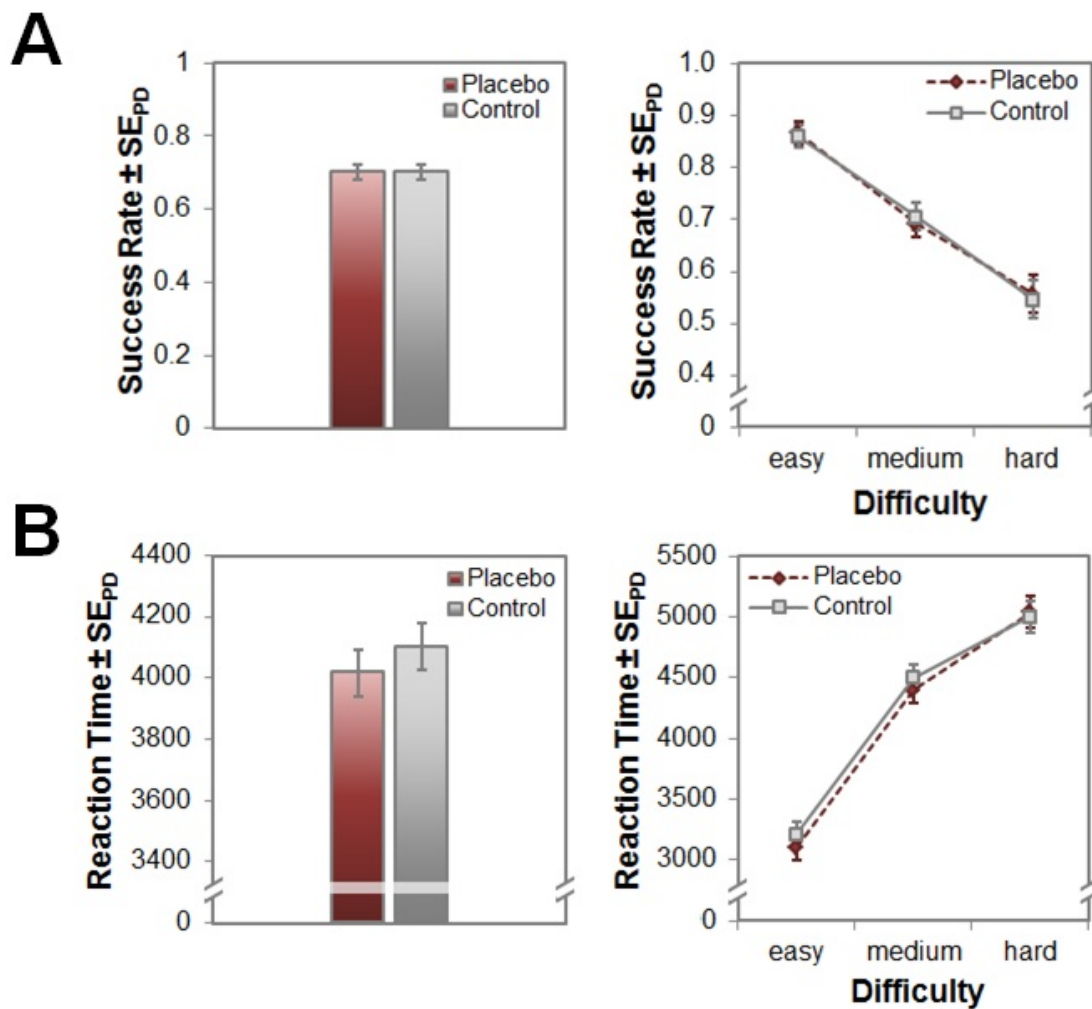 A
Success Rate ± SEPD
1
0.8
0.6
0.4
0.2
0
Placebo
Control
Success Rate ± SEPD
1.0
0.9
0.8
0.7
0.6
0.5
0.4
0
Placebo
Control
easy medium hard
Difficulty
B
Reaction Time ± SEPD
4400
4200
4000
3800
3600
3400
0
Placebo
Control
Reaction Time ± SEPD
5500
5000
4500
4000
3500
3000
0
Placebo
Control
easy medium hard
Difficulty